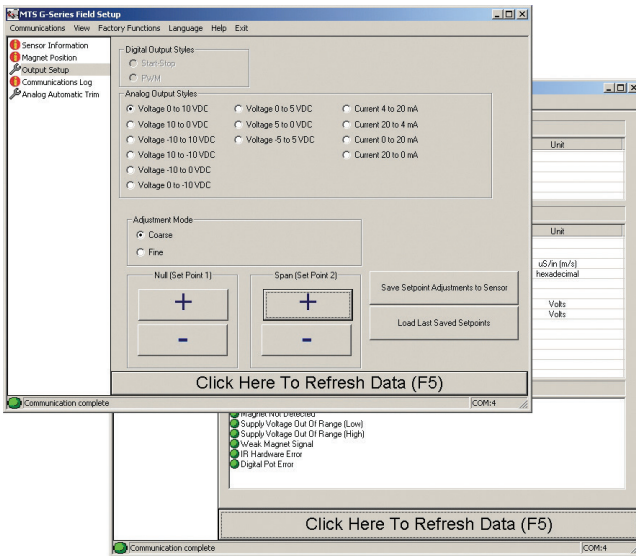 MTS G-Series Field Setup
Communications View Factory Functions Language Help Exit
Sensor Information
Magnet Position
Output Setup
Communications Log
Analog Automatic Trim
Digital Output Styles
Start-Stop
PWM
Analog Output Styles
Voltage 0 to 10 VDC Voltage 0 to 5 VDC Current 4 to 20 mA
Voltage 10 to 0 VDC Voltage 5 to 0 VDC Current 20 to 4 mA
Voltage -10 to 10 VDC Voltage -5 to 5 VDC Current 0 to 20 mA
Voltage 10 to -10 VDC Current 20 to 0 mA
Voltage -10 to 0 VDC
Voltage 0 to -10 VDC
Adjustment Mode
Coarse
Fine
Null (Set Point 1) Span (Set Point 2)
+ +
- -
Save Setpoint Adjustments to Sensor
Load Last Saved Setpoints
Click Here To Refresh Data (F5)
Communication complete COM:4
Unit
Unit
uS/in (m/s)
hexadecimal
Volts
Volts
Magnet Not Detected
Supply Voltage Out Of Range (Low)
Supply Voltage Out Of Range (High)
Weak Magnet Signal
IR Hardware Error
Digital Pot Error
Click Here To Refresh Data (F5)
Communication complete COM:4